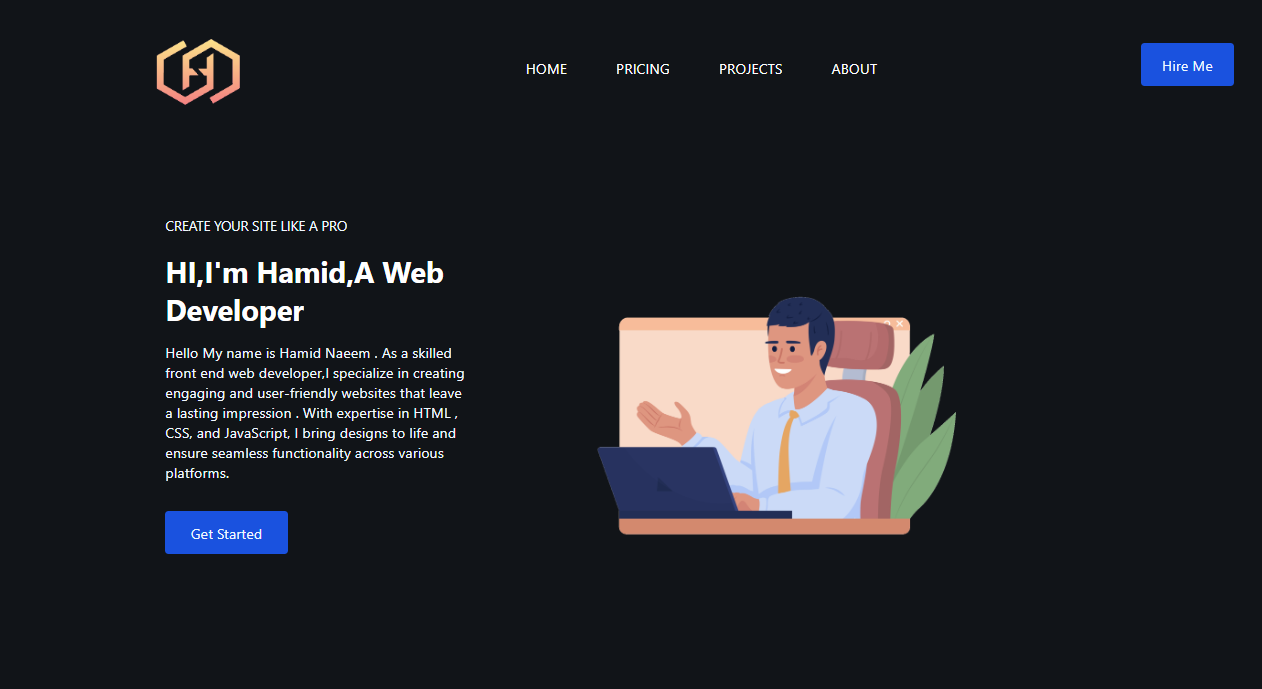 HOME PRICING PROJECTS ABOUT Hire Me
CREATE YOUR SITE LIKE A PRO
HI,I'm Hamid,A Web
Developer
Hello My name is Hamid Naeem . As a skilled
front end web developer,I specialize in creating
engaging and user-friendly websites that leave
a lasting impression . With expertise in HTML ,
CSS, and JavaScript, I bring designs to life and
ensure seamless functionality across various
platforms.
Get Started